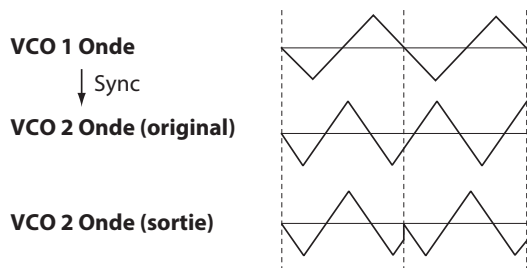 VCO 1 Onde
Sync
VCO 2 Onde (original)
VCO 2 Onde (sortie)